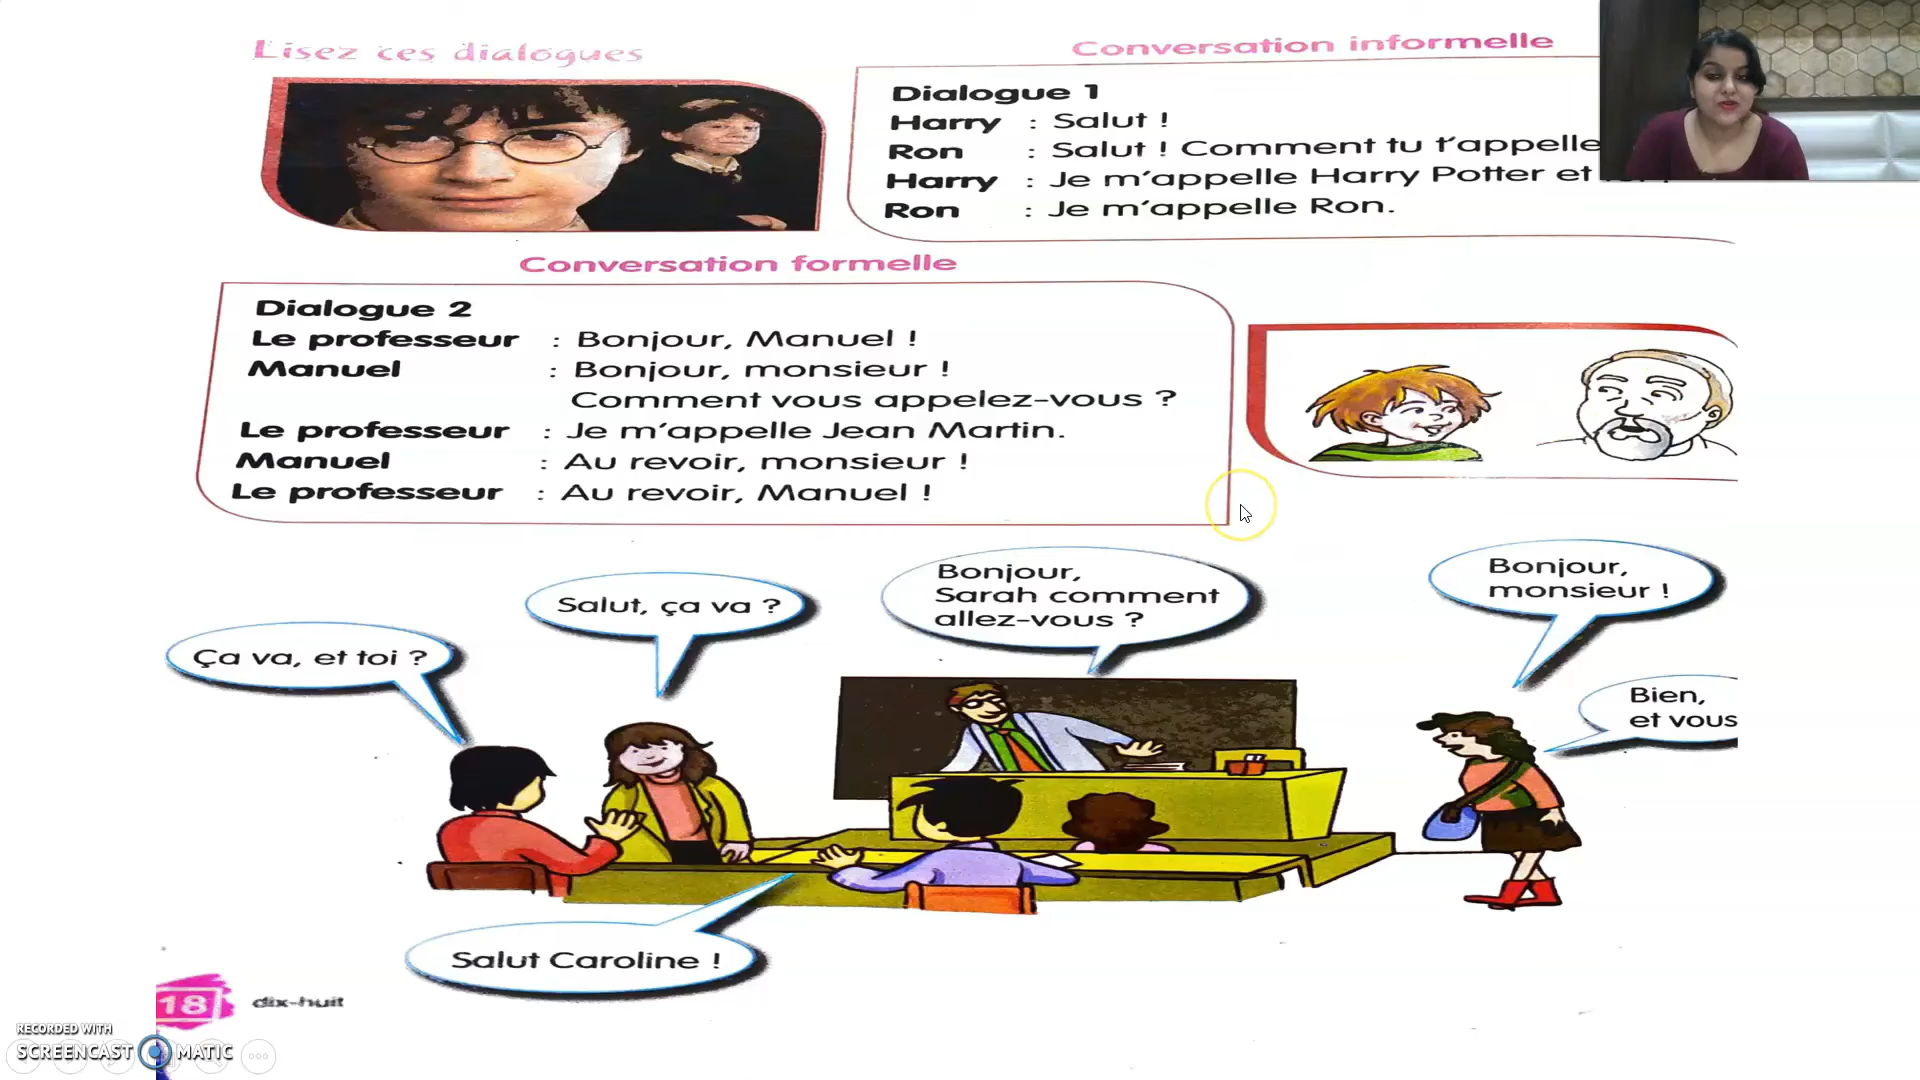 Lisez ces dialogues
Conversation informelle
Dialogue 1
Harry : Salut !
Ron : Salut ! Comment tu t'appelle
Harry : Je m'appelle Harry Potter et
Ron : Je m'appelle Ron.
Conversation formelle
Dialogue 2
Le professeur : Bonjour, Manuel !
Manuel : Bonjour, monsieur !
Comment vous appelez-vous ?
Le professeur : Je m'appelle Jean Martin.
Manuel : Au revoir, monsieur !
Le professeur : Au revoir, Manuel !
Ça va, et toi ?
Salut, ça va ?
Bonjour,
Sarah comment
allez-vous ?
Bonjour,
monsieur !
Bien,
et vous
Salut Caroline !
18 dix-huit
RECORDED WITH
SCREENCAST MATIC